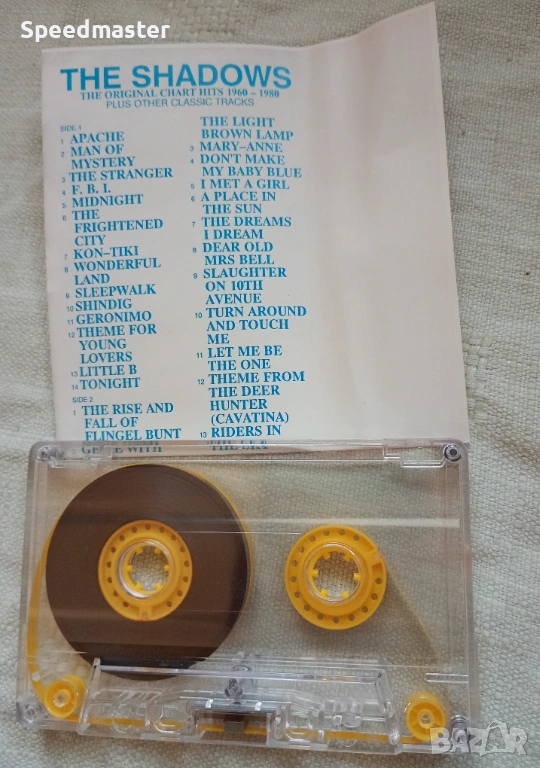 Speedmaster
THE SHADOWS
THE ORIGINAL CHART HITS 1960 - 1980
PLUS OTHER CLASSIC TRACKS
SIDE 1
1 APACHE
2 MAN OF
MYSTERY
3 THE STRANGER
4 F. B. I.
5 MIDNIGHT
6 THE
FRIGHTENED
CITY
7 KON-TIKI
8 WONDERFUL
LAND
9 SLEEPWALK
10 SHINDIG
11 GERONIMO
12 THEME FOR
YOUNG
LOVERS
13 LITTLE B
14 TONIGHT
SIDE 2
1 THE RISE AND
FALL OF
FLINGEL BUNT
WITH
THE LIGHT
BROWN LAMP
3 MARY-ANNE
4 DON'T MAKE
MY BABY BLUE
5 I MET A GIRL
6 A PLACE IN
THE SUN
7 THE DREAMS
I DREAM
8 DEAR OLD
MRS BELL
9 SLAUGHTER
ON 10TH
AVENUE
10 TURN AROUND
AND TOUCH
ME
11 LET ME BE
THE ONE
12 THEME FROM
THE DEER
HUNTER
(CAVATINA)
13 RIDERS IN
THE
BAZAR